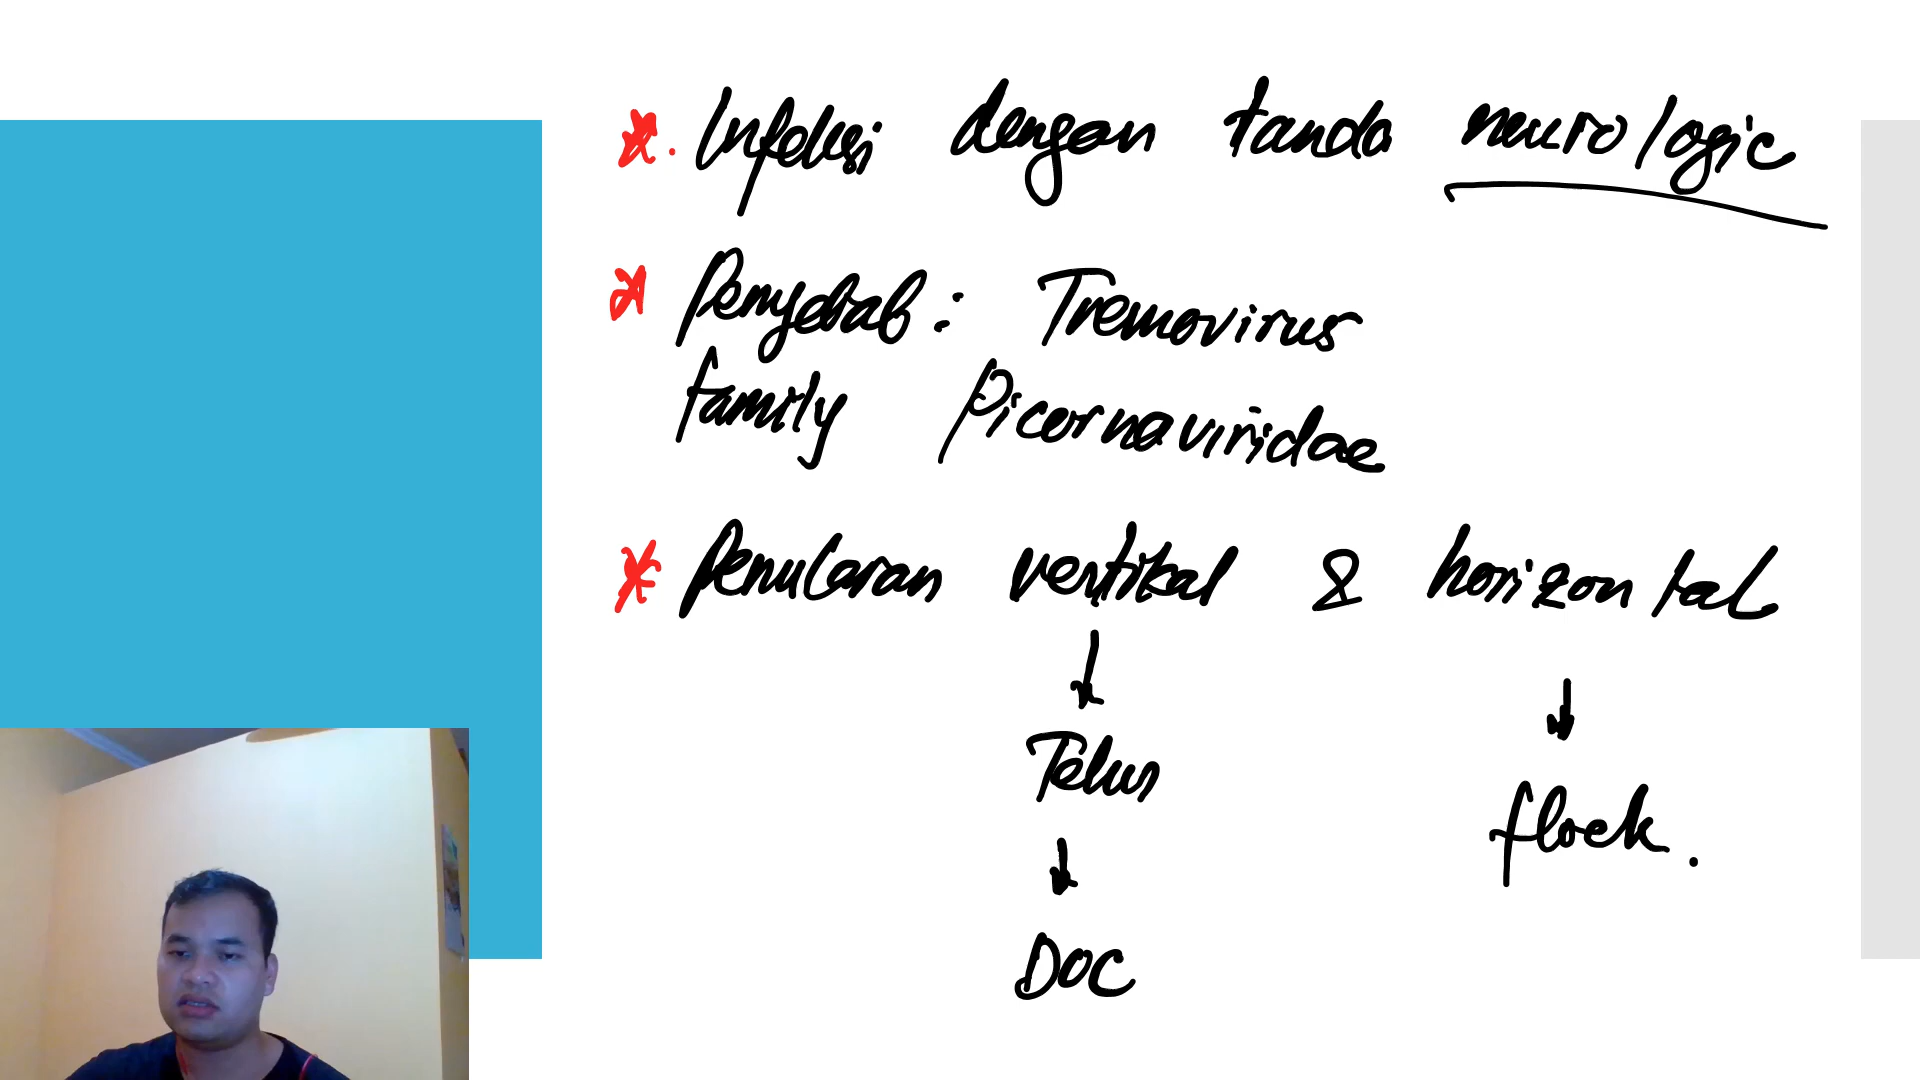 Infeksi dengan tanda neurologic
Penyebab: Tremovirus
family Picornaviridae
Penularan vertikal & horizontal
↓ ↓
Telur flock.
↓
DOC